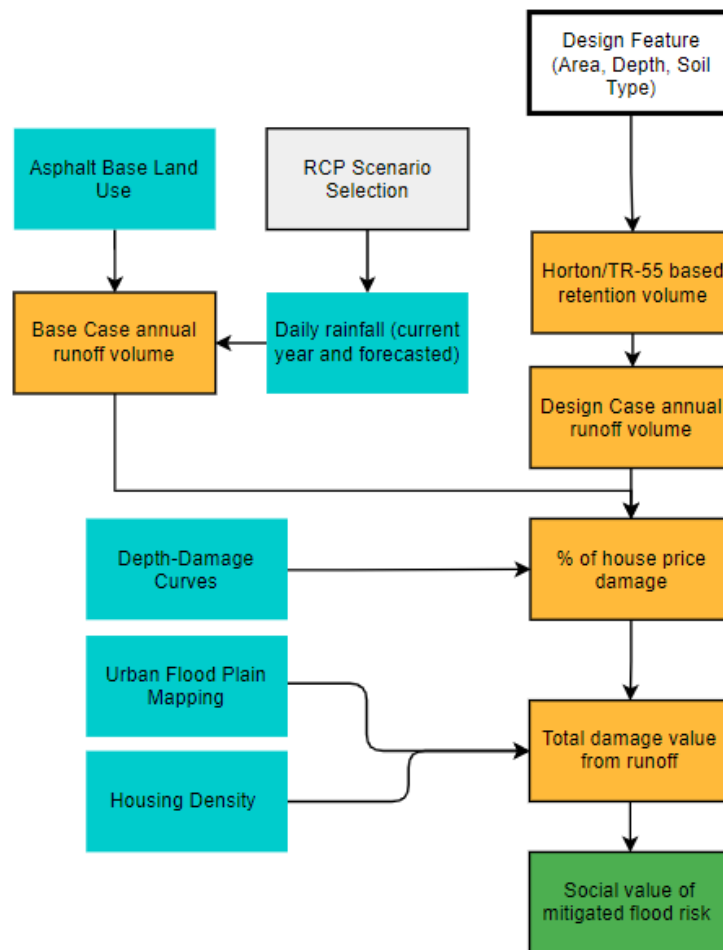 Design Feature
(Area, Depth, Soil
Type)
Asphalt Base Land
Use
RCP Scenario
Selection
Horton/TR-55 based
retention volume
Base Case annual
runoff volume
Daily rainfall (current
year and forecasted)
Design Case annual
runoff volume
Depth-Damage
Curves
% of house price
damage
Urban Flood Plain
Mapping
Total damage value
from runoff
Housing Density
Social value of
mitigated flood risk